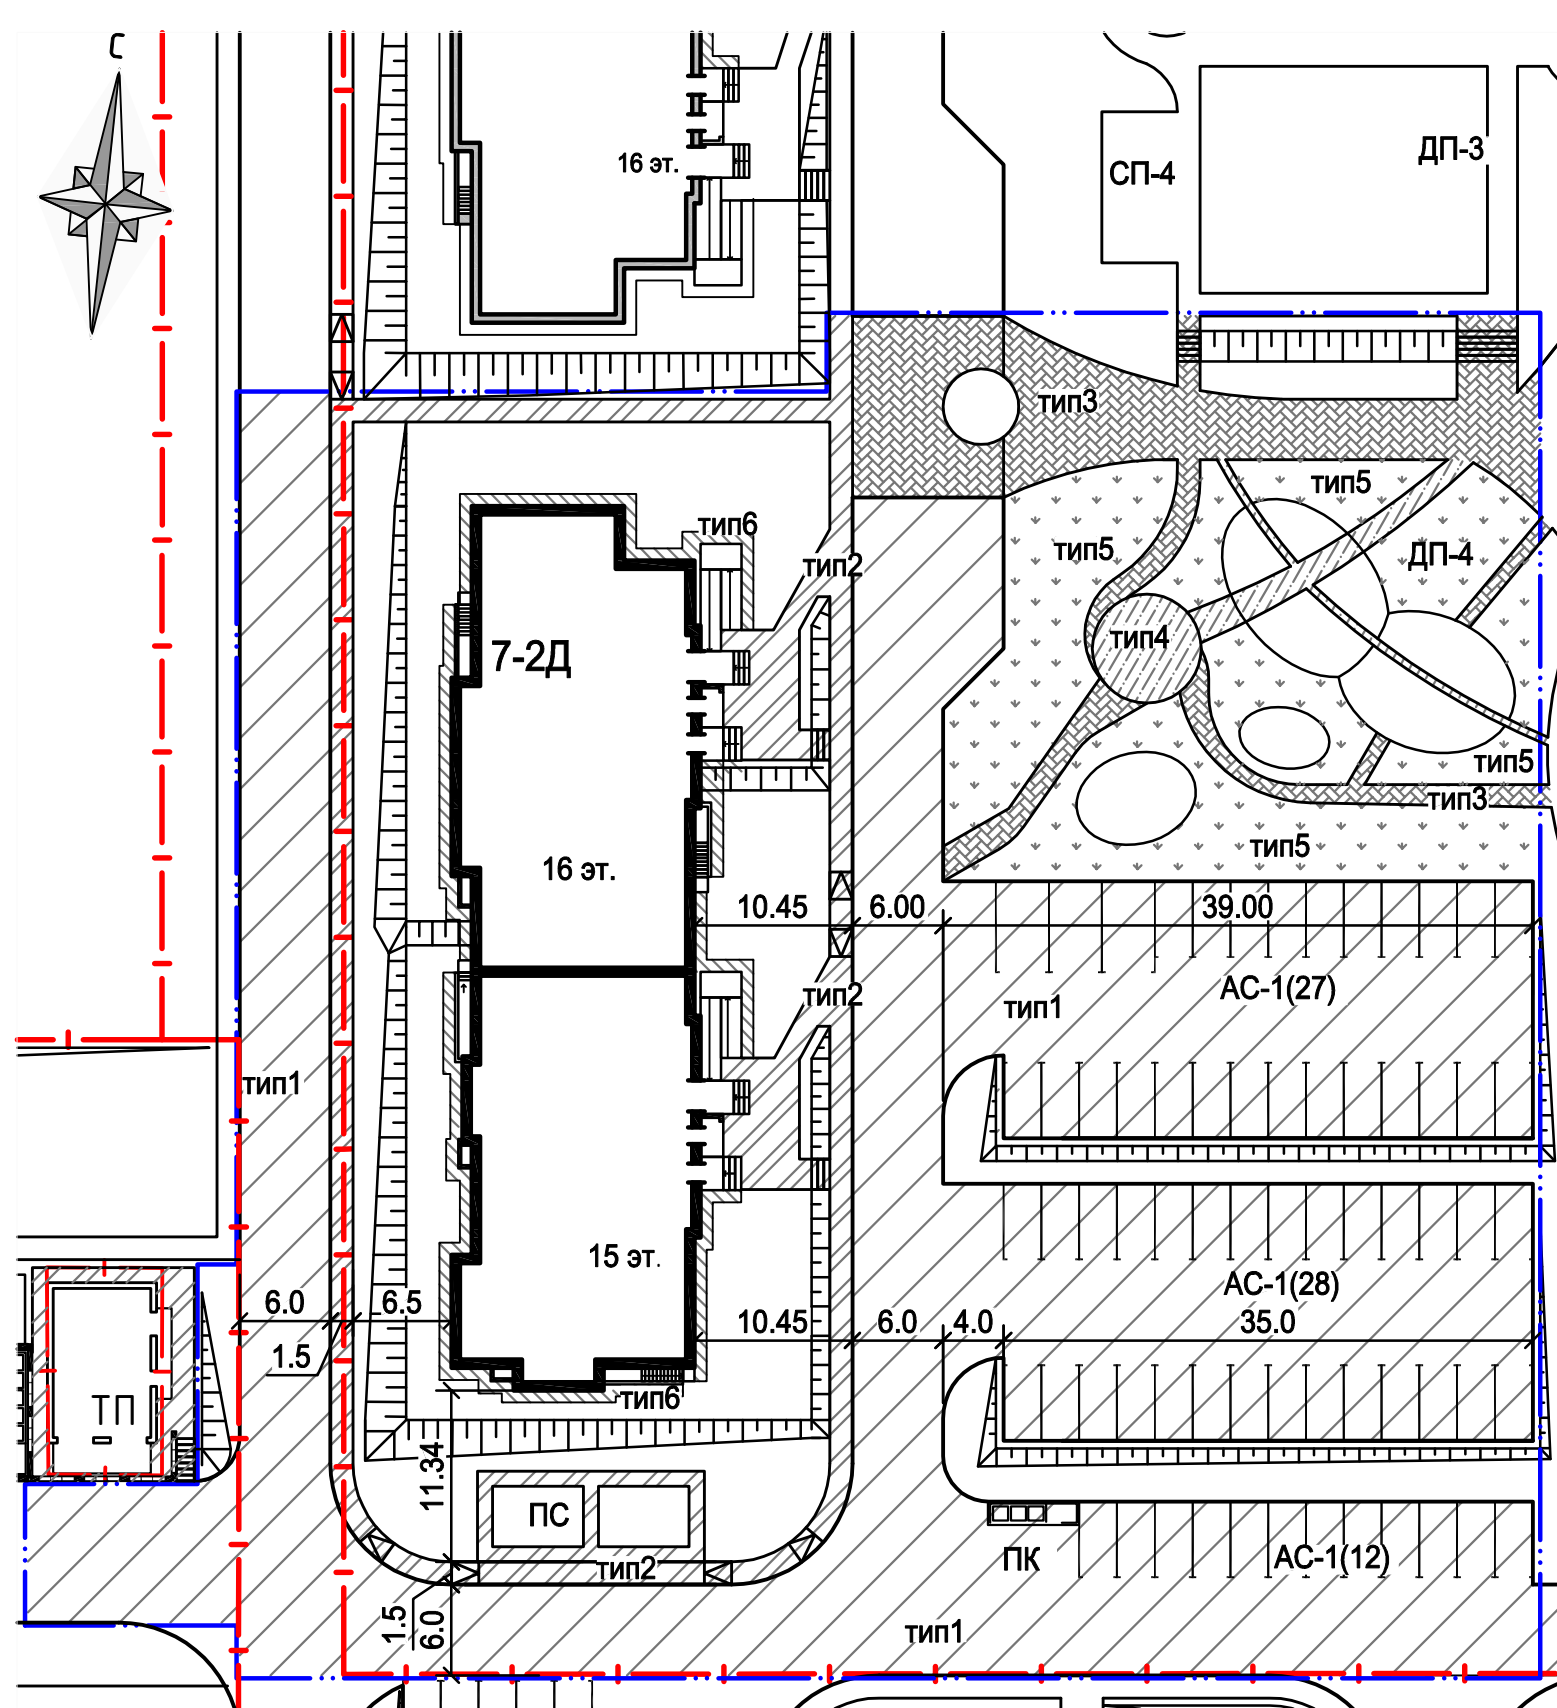 С
16 эт.
ДП-3
СП-4
тип3
тип5
тип6
тип5
ДП-4
тип2
тип4
7-2Д
тип5
тип3
тип5
16 эт.
10.45
6.00
39.00
АС-1(27)
тип2
тип1
тип1
15 эт.
АС-1(28)
6.0
6.5
10.45
6.0
4.0
35.0
1.5
ТП
тип6
11.34
ПС
ПК
АС-1(12)
тип2
1.5
6.0
тип1